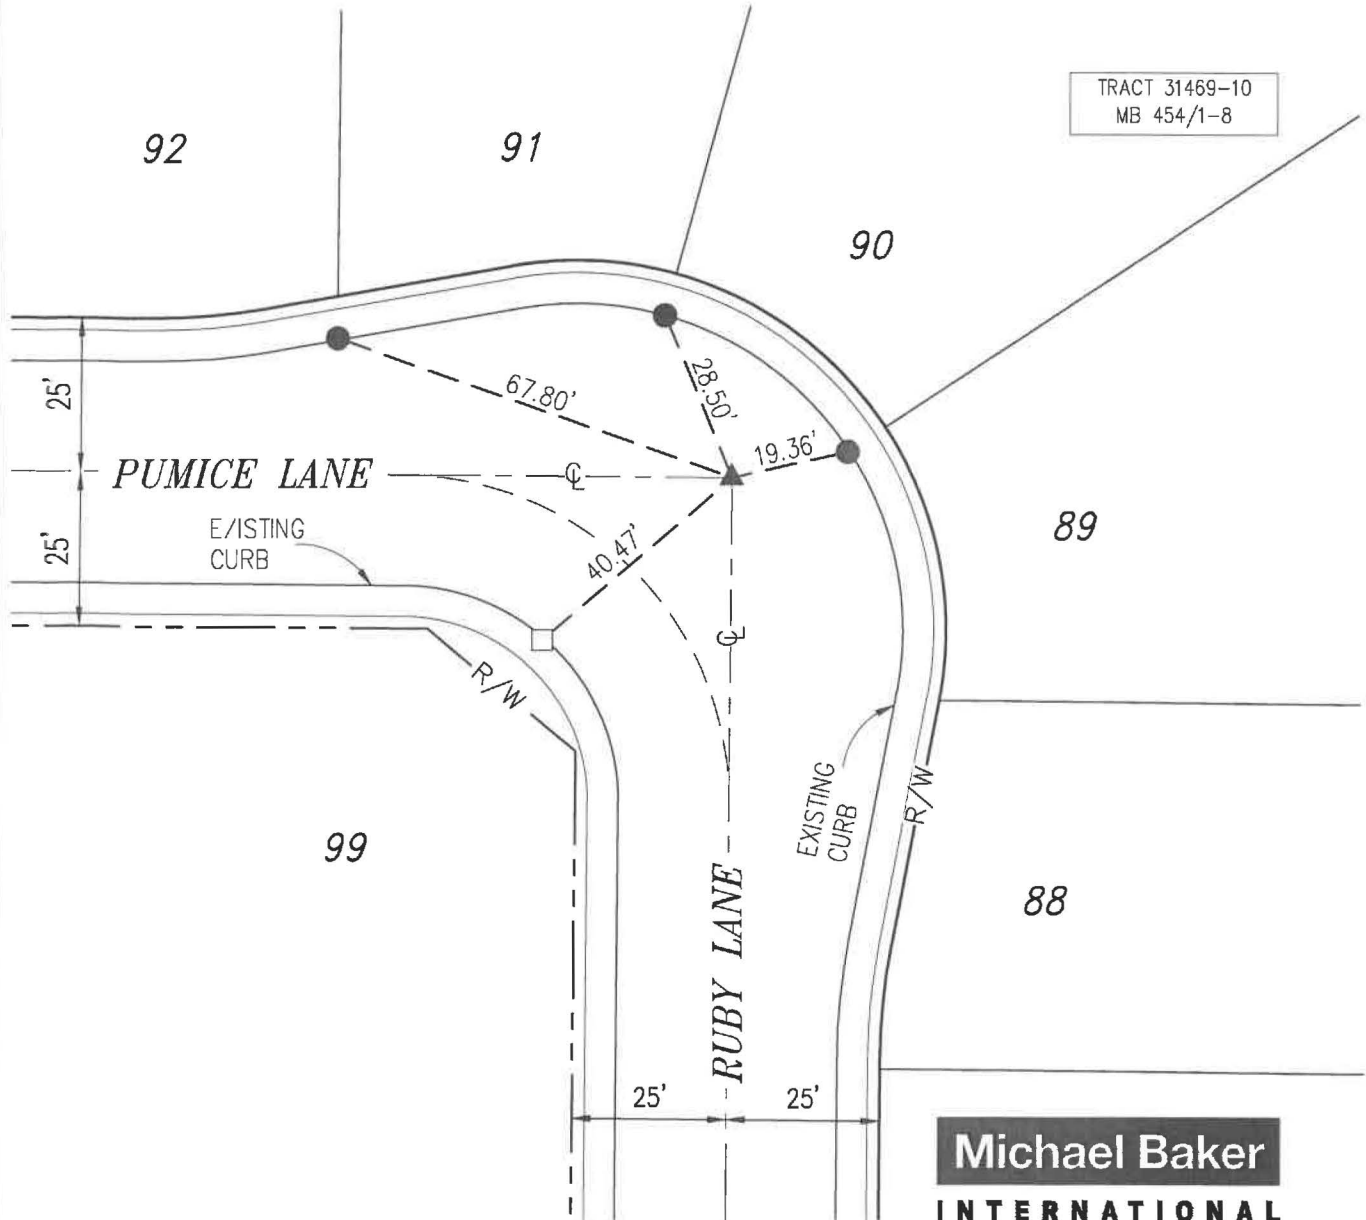 TRACT 31469-10
MB 454/1-8
92
91
90
25'
67.80'
28.50'
19.36'
PUMICE LANE
℄
25'
E/ISTING
CURB
40.47'
89
℄
R/W
EXISTING
CURB
R/W
99
88
RUBY LANE
25'
25'
Michael Baker
INTERNATIONAL